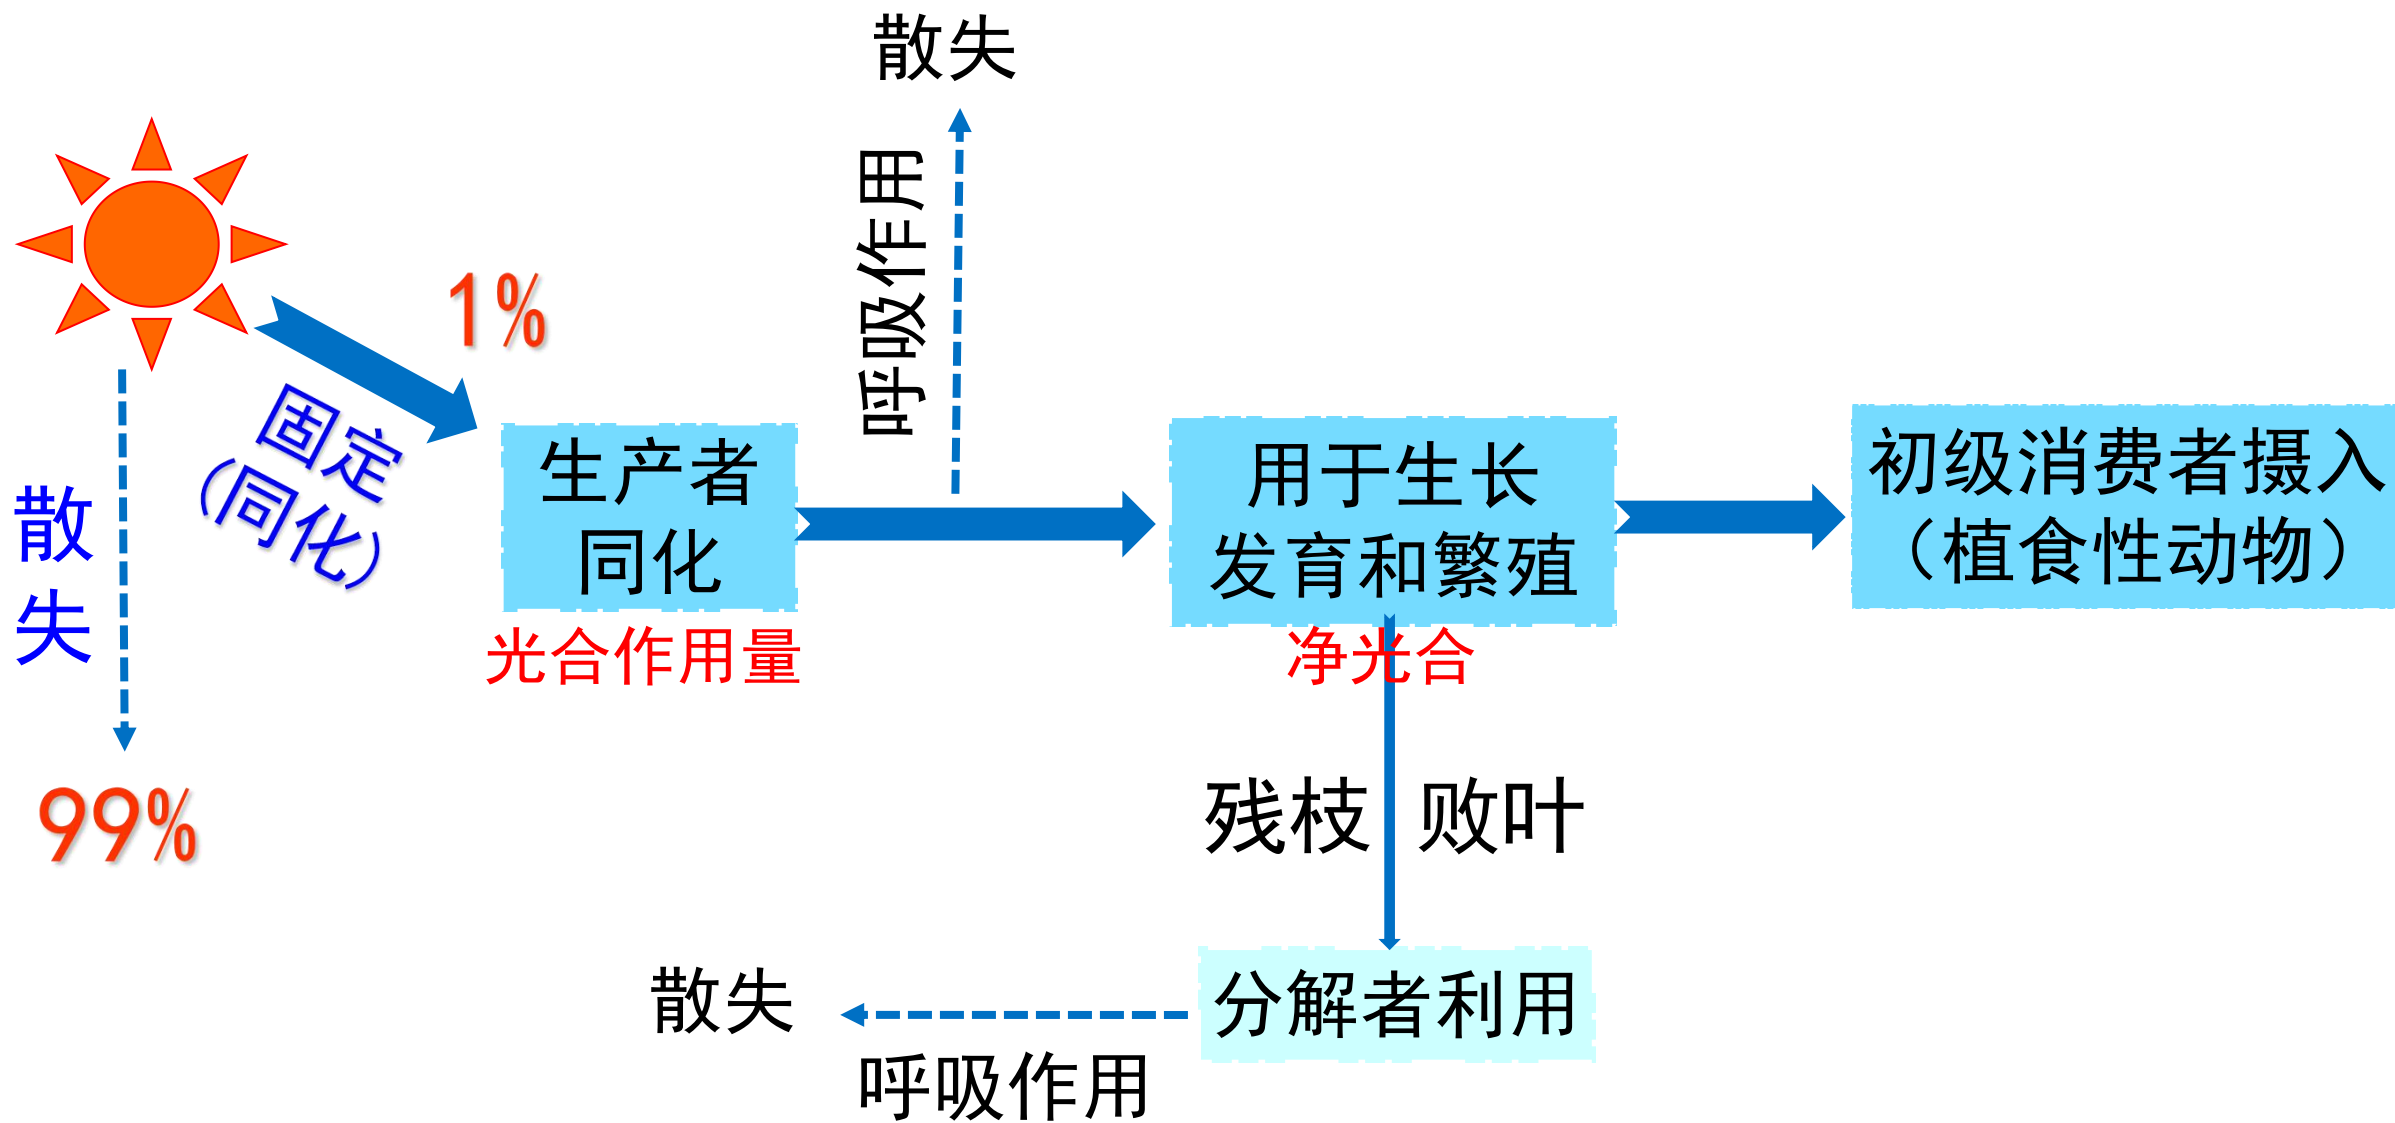 散失
呼吸作用
1%
固定
（同化）
散
失
99%
生产者
同化
光合作用量
用于生长
发育和繁殖
净光合
初级消费者摄入
（植食性动物）
残枝
败叶
分解者利用
散失
呼吸作用